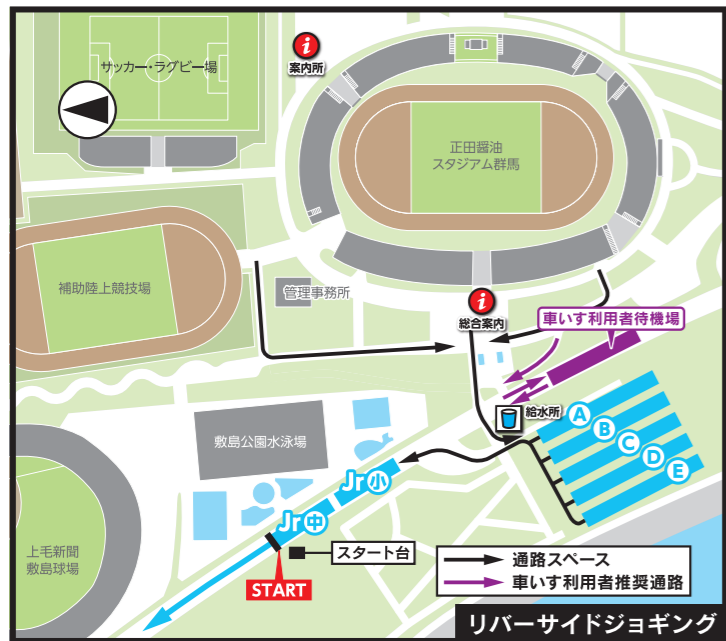 サッカー・ラグビー場
i
案内所
正田醤油
スタジアム群馬
補助陸上競技場
管理事務所
i
総合案内
車いす利用者待機場
給水所
A
B
C
D
E
敷島公園水泳場
Jr小
Jr中
上毛新聞
敷島球場
スタート台
START
通路スペース
車いす利用者推奨通路
リバーサイドジョギング